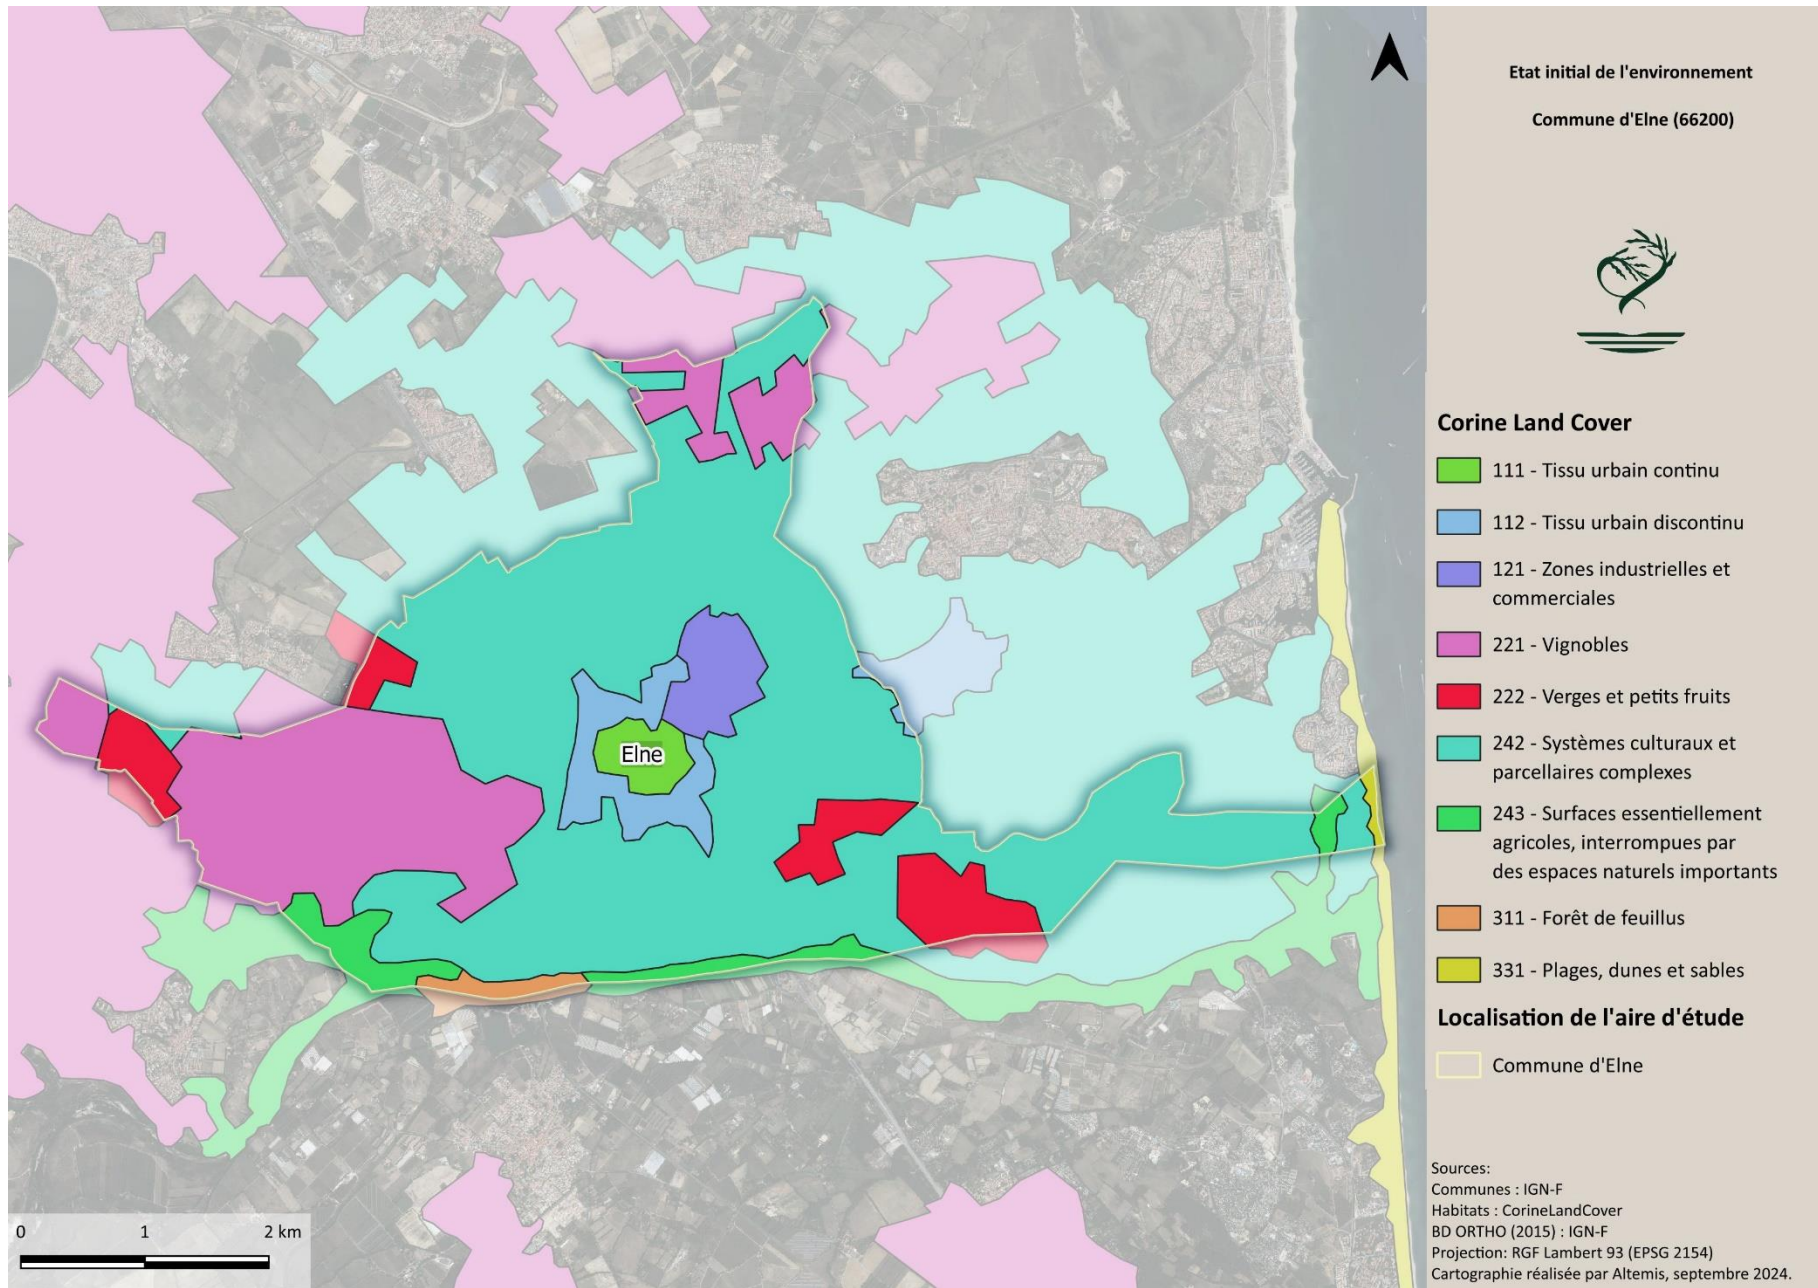 Etat initial de l'environnement
Commune d'Elne (66200)
Corine Land Cover
111 - Tissu urbain continu
112 - Tissu urbain discontinu
121 - Zones industrielles et
commerciales
221 - Vignobles
222 - Verges et petits fruits
242 - Systèmes culturaux et
parcellaires complexes
243 - Surfaces essentiellement
agricoles, interrompues par
des espaces naturels importants
311 - Forêt de feuillus
331 - Plages, dunes et sables
Localisation de l'aire d'étude
Commune d'Elne
Sources:
Communes : IGN-F
Habitats : CorineLandCover
BD ORTHO (2015) : IGN-F
Projection: RGF Lambert 93 (EPSG 2154)
Cartographie réalisée par Altemis, septembre 2024.
Elne
0 1 2 km